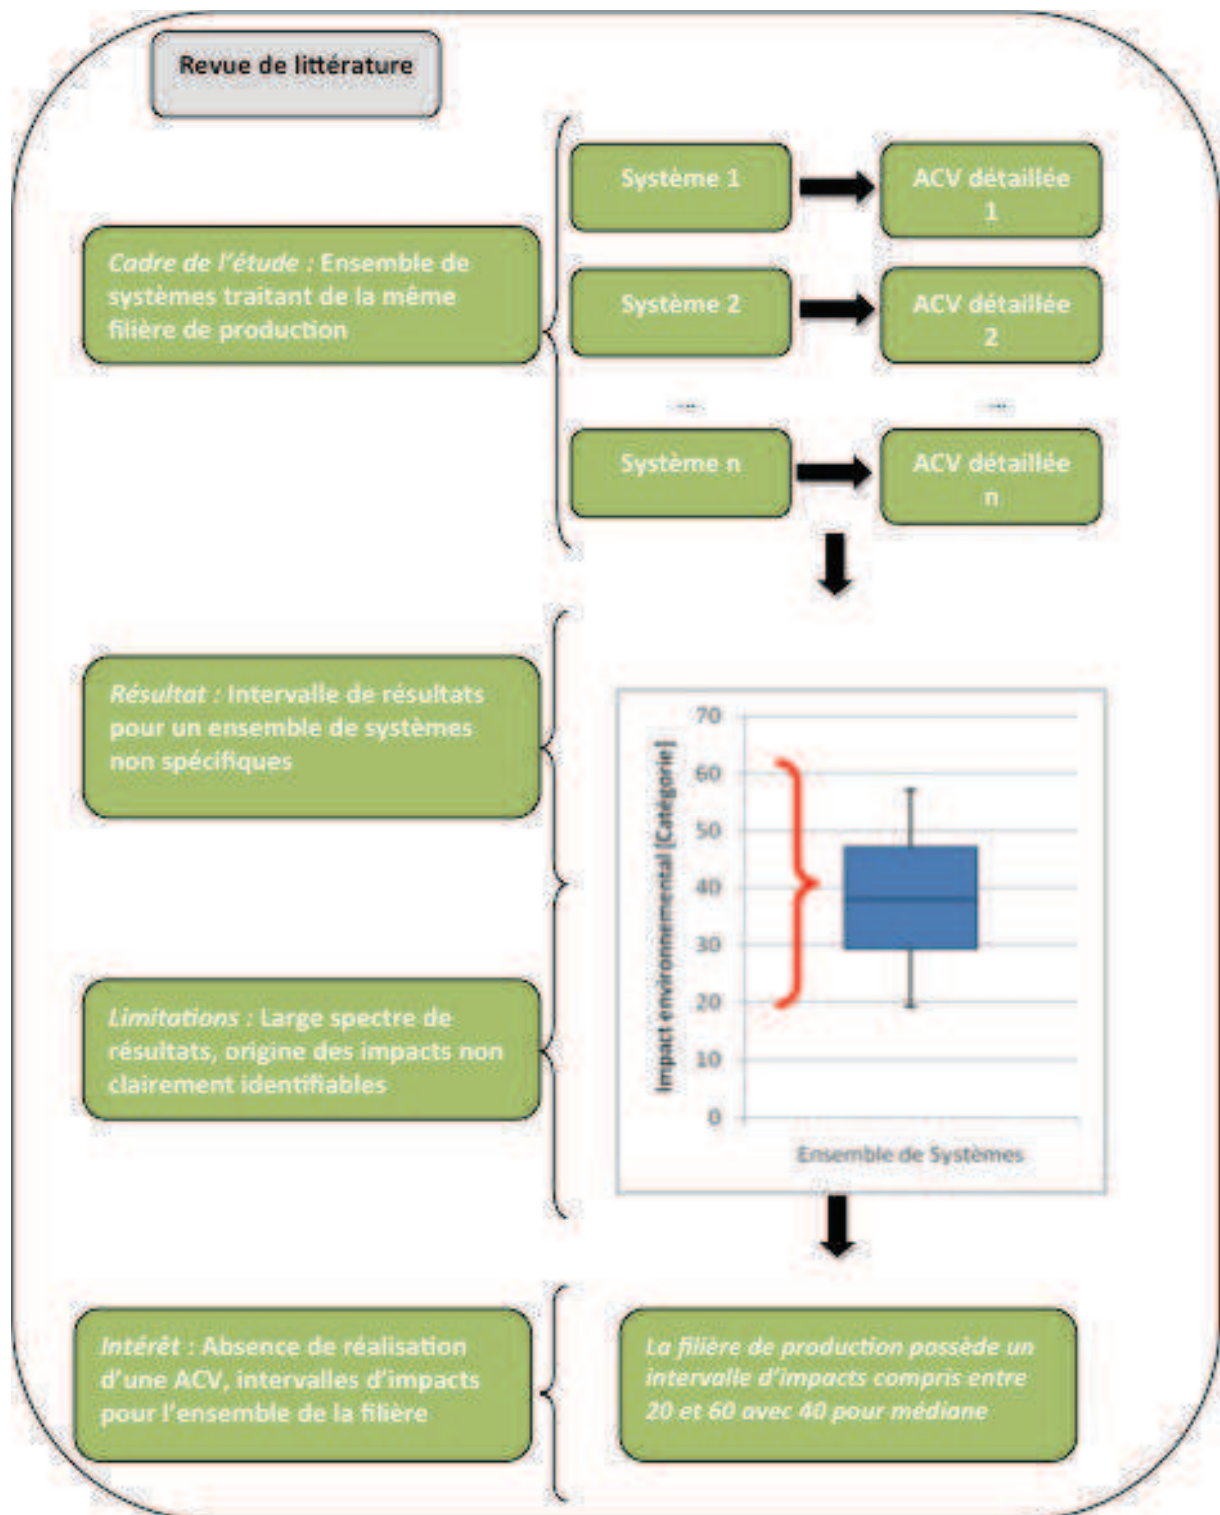 Revue de littérature
Système 1
ACV détaillée
1
Cadre de l'étude : Ensemble de
systèmes traitant de la même
filière de production
Système 2
ACV détaillée
2
...
...
Système n
ACV détaillée
n
Résultat : Intervalle de résultats
pour un ensemble de systèmes
non spécifiques
Limitations : Large spectre de
résultats, origine des impacts non
clairement identifiables
Impact environnemental [Catégorie]
70
60
50
40
30
20
10
0
Ensemble de Systèmes
Intérêt : Absence de réalisation
d'une ACV, intervalles d'impacts
pour l'ensemble de la filière
La filière de production possède un
intervalle d'impacts compris entre
20 et 60 avec 40 pour médiane